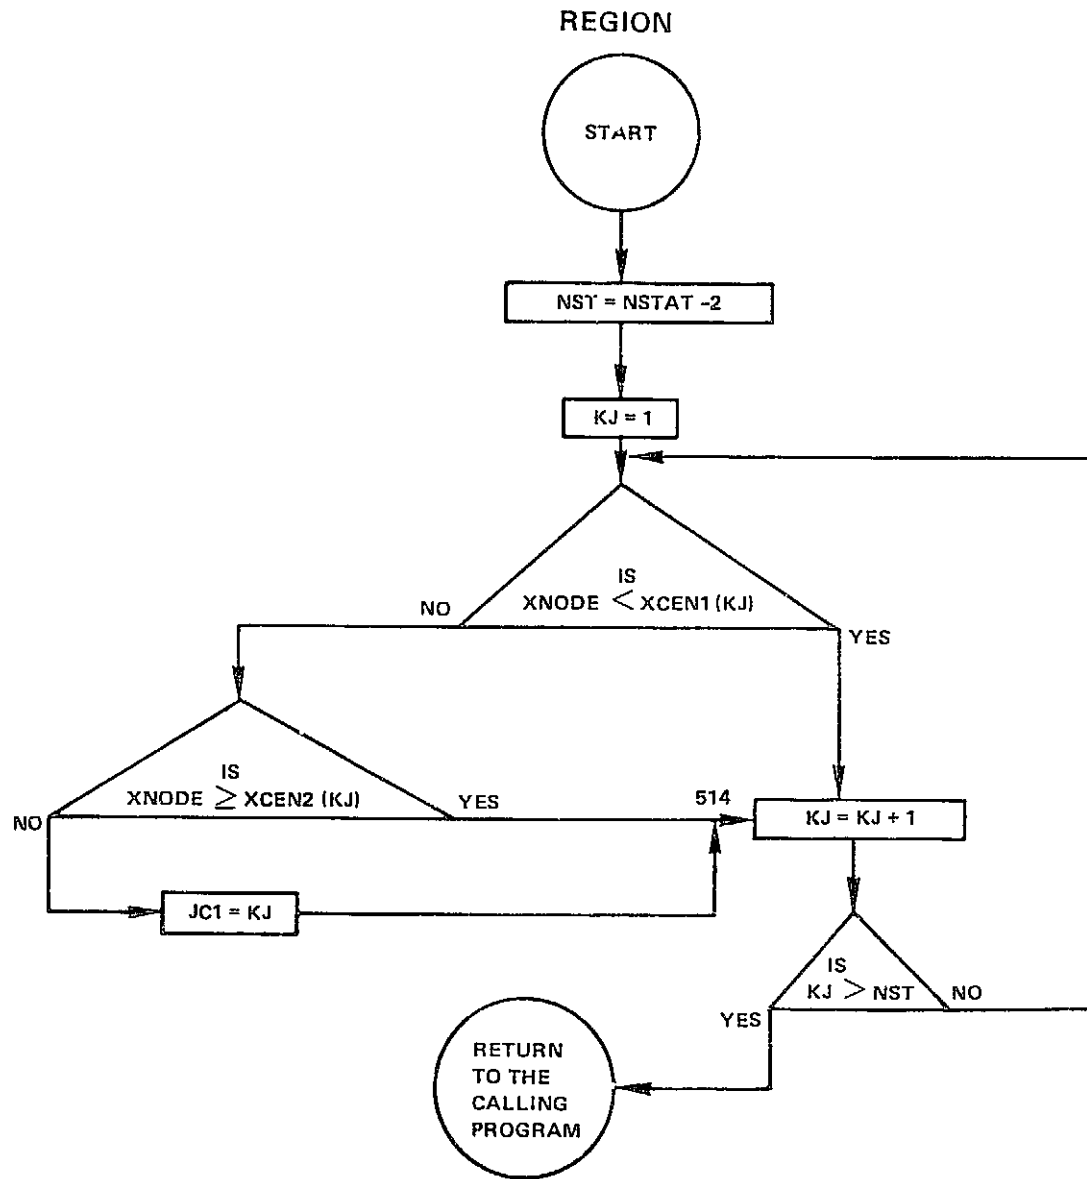 REGION
START
NST = NSTAT -2
KJ = 1
IS
XNODE < XCEN1 (KJ)
NO
YES
IS
XNODE ≥ XCEN2 (KJ)
NO
YES
514
KJ = KJ + 1
JC1 = KJ
IS
KJ > NST
YES
NO
RETURN
TO THE
CALLING
PROGRAM